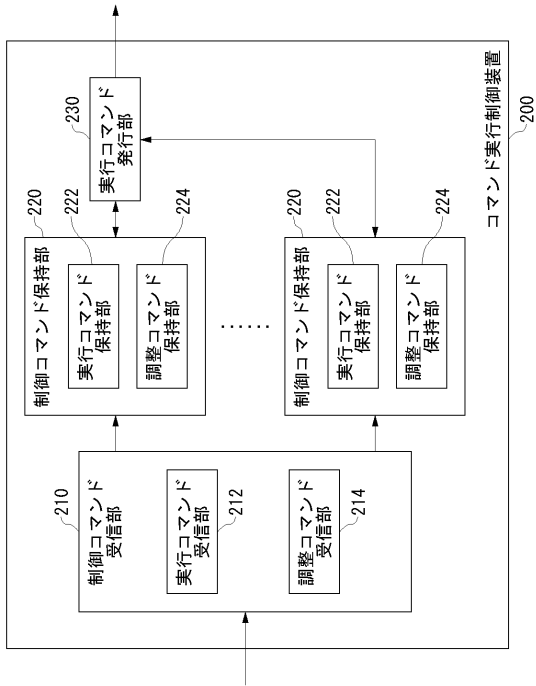 コマンド実行制御装置
200
210
制御コマンド
受信部
実行コマンド
受信部
212
調整コマンド
受信部
214
220
制御コマンド保持部
222
実行コマンド
保持部
224
調整コマンド
保持部
......
220
制御コマンド保持部
222
実行コマンド
保持部
224
調整コマンド
保持部
230
実行コマンド
発行部